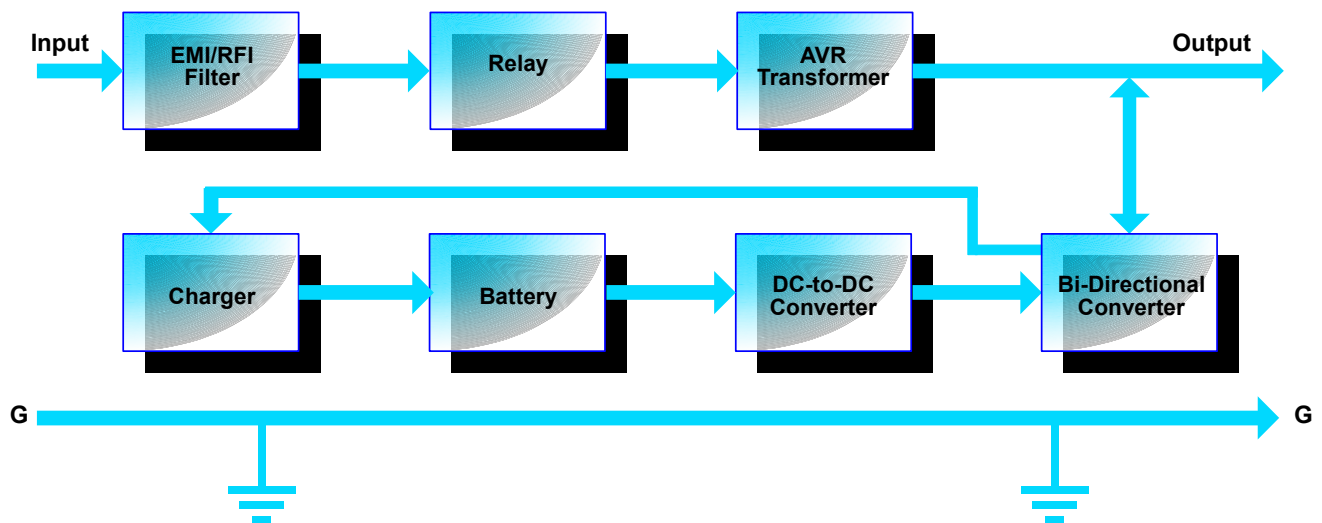 Input
EMI/RFI
Filter
Relay
AVR
Transformer
Output
Charger
Battery
DC-to-DC
Converter
Bi-Directional
Converter
G
G